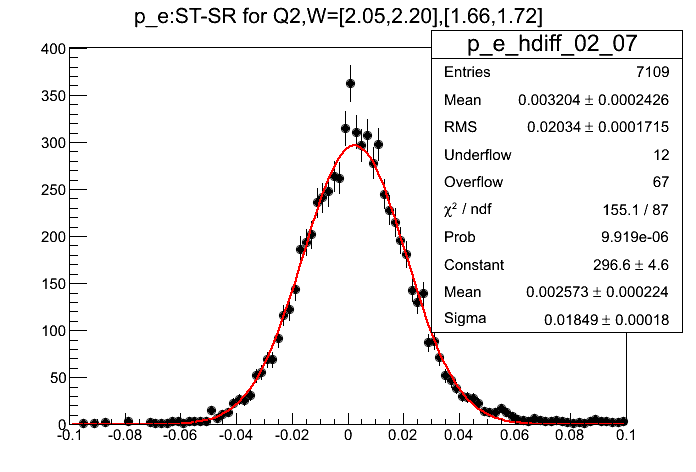 p_e:ST-SR for Q2,W=[2.05,2.20],[1.66,1.72]
p_e_hdiff_02_07
Entries 7109
Mean 0.003204 ± 0.0002426
RMS 0.02034 ± 0.0001715
Underflow 12
Overflow 67
χ² / ndf 155.1 / 87
Prob 9.919e-06
Constant 296.6 ± 4.6
Mean 0.002573 ± 0.000224
Sigma 0.01849 ± 0.00018
400
350
300
250
200
150
100
50
0
-0.1 -0.08 -0.06 -0.04 -0.02 0 0.02 0.04 0.06 0.08 0.1